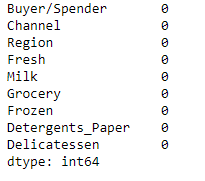 Buyer/Spender 0
Channel 0
Region 0
Fresh 0
Milk 0
Grocery 0
Frozen 0
Detergents_Paper 0
Delicatessen 0
dtype: int64